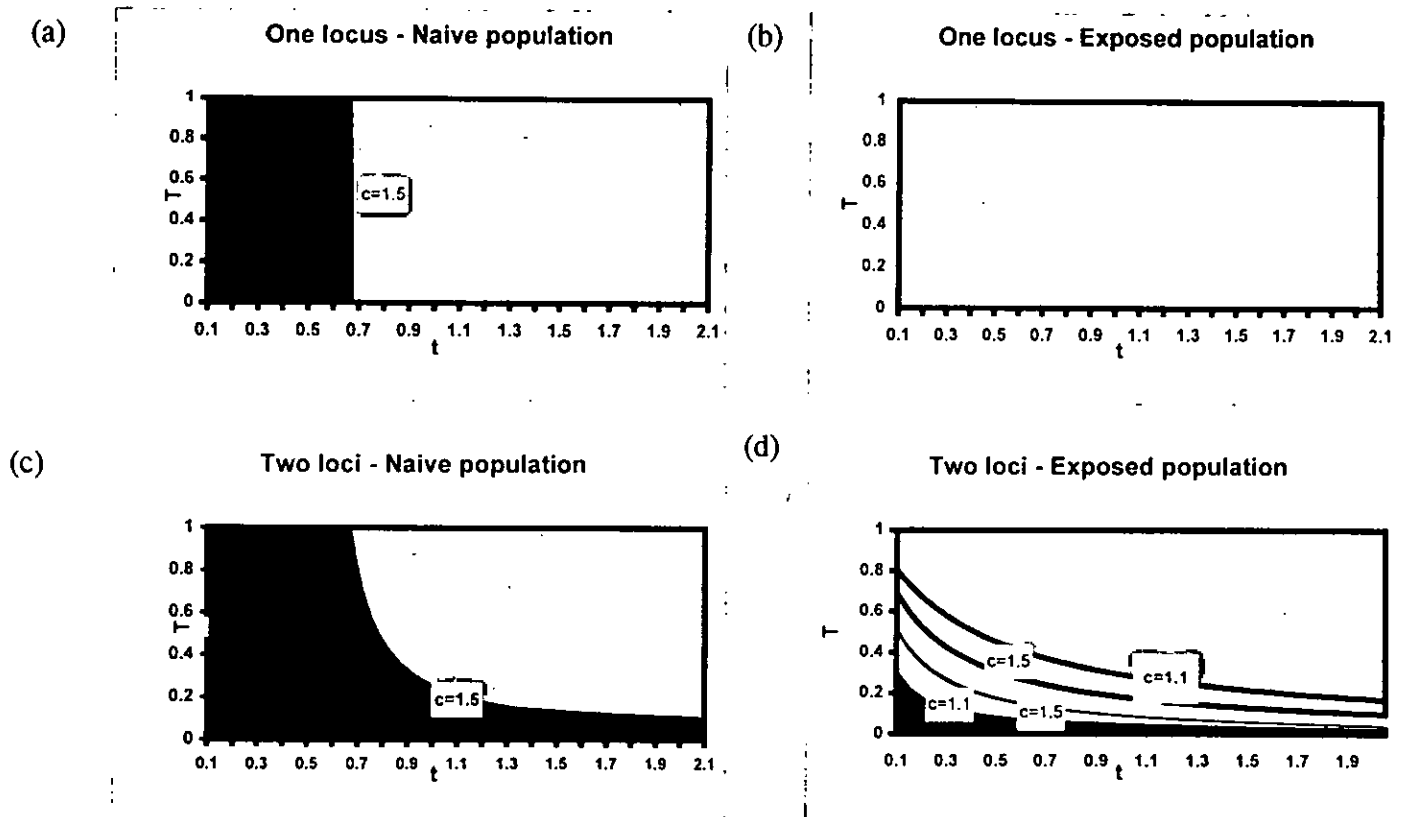 (a)
One locus - Naive population
1
0.8
0.6
T
0.4
0.2
0
c=1.5
0.1 0.3 0.5 0.7 0.9 1.1 1.3 1.5 1.7 1.9 2.1
t
(b)
One locus - Exposed population
1
0.8
0.6
T
0.4
0.2
0
0.1 0.3 0.5 0.7 0.9 1.1 1.3 1.5 1.7 1.9 2.1
t
(c)
Two loci - Naive population
1
0.8
0.6
T
0.4
0.2
0
c=1.5
0.1 0.3 0.5 0.7 0.9 1.1 1.3 1.5 1.7 1.9 2.1
t
(d)
Two loci - Exposed population
1
0.8
0.6
T
0.4
0.2
0
c=1.5
c=1.1
c=1.1
c=1.5
0.1 0.3 0.5 0.7 0.9 1.1 1.3 1.5 1.7 1.9
t